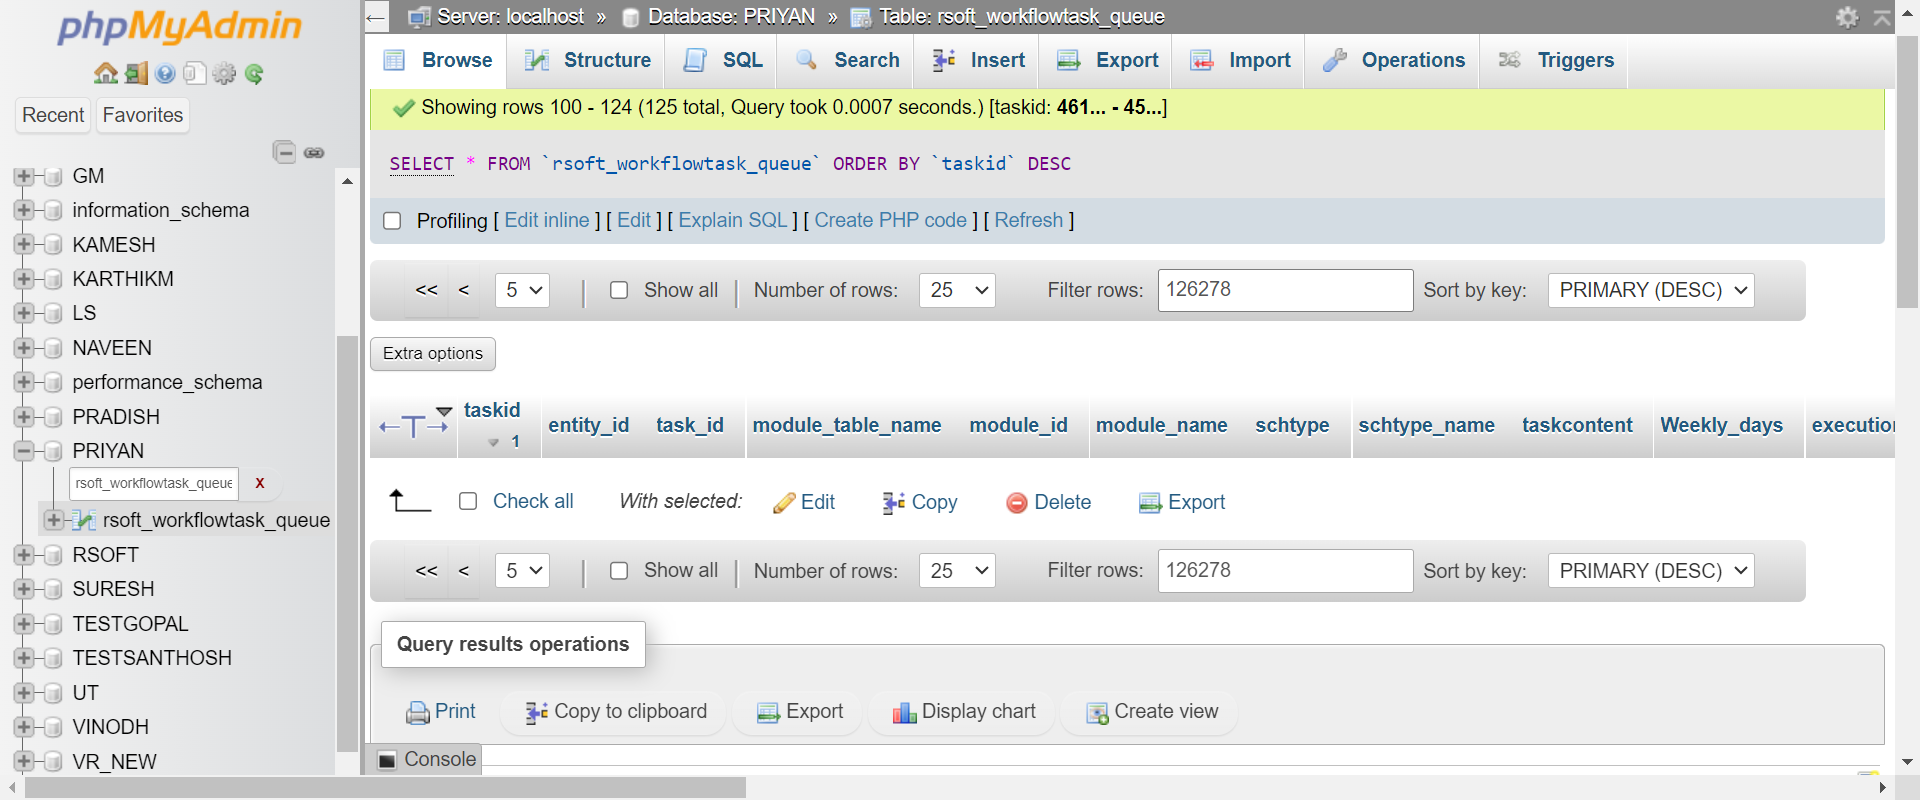 phpMyAdmin
Recent
Favorites
GM
information_schema
KAMESH
KARTHIKM
LS
NAVEEN
performance_schema
PRADISH
PRIYAN
rsoft_workflowtask_queue
X
rsoft_workflowtask_queue
RSOFT
SURESH
TESTGOPAL
TESTSANTHOSH
UT
VINODH
VR_NEW
Server: localhost » Database: PRIYAN » Table: rsoft_workflowtask_queue
Browse Structure SQL Search Insert Export Import Operations Triggers
Showing rows 100 - 124 (125 total, Query took 0.0007 seconds.) [taskid: 461... - 45...]
SELECT * FROM `rsoft_workflowtask_queue` ORDER BY `taskid` DESC
Profiling [ Edit inline ] [ Edit ] [ Explain SQL ] [ Create PHP code ] [ Refresh ]
<< < 5 | Show all | Number of rows: 25 Filter rows: 126278 Sort by key: PRIMARY (DESC)
Extra options
←T→ taskid 1 entity_id task_id module_table_name module_id module_name schtype schtype_name taskcontent Weekly_days execution
Check all With selected: Edit Copy Delete Export
<< < 5 | Show all | Number of rows: 25 Filter rows: 126278 Sort by key: PRIMARY (DESC)
Query results operations
Print Copy to clipboard Export Display chart Create view
Console